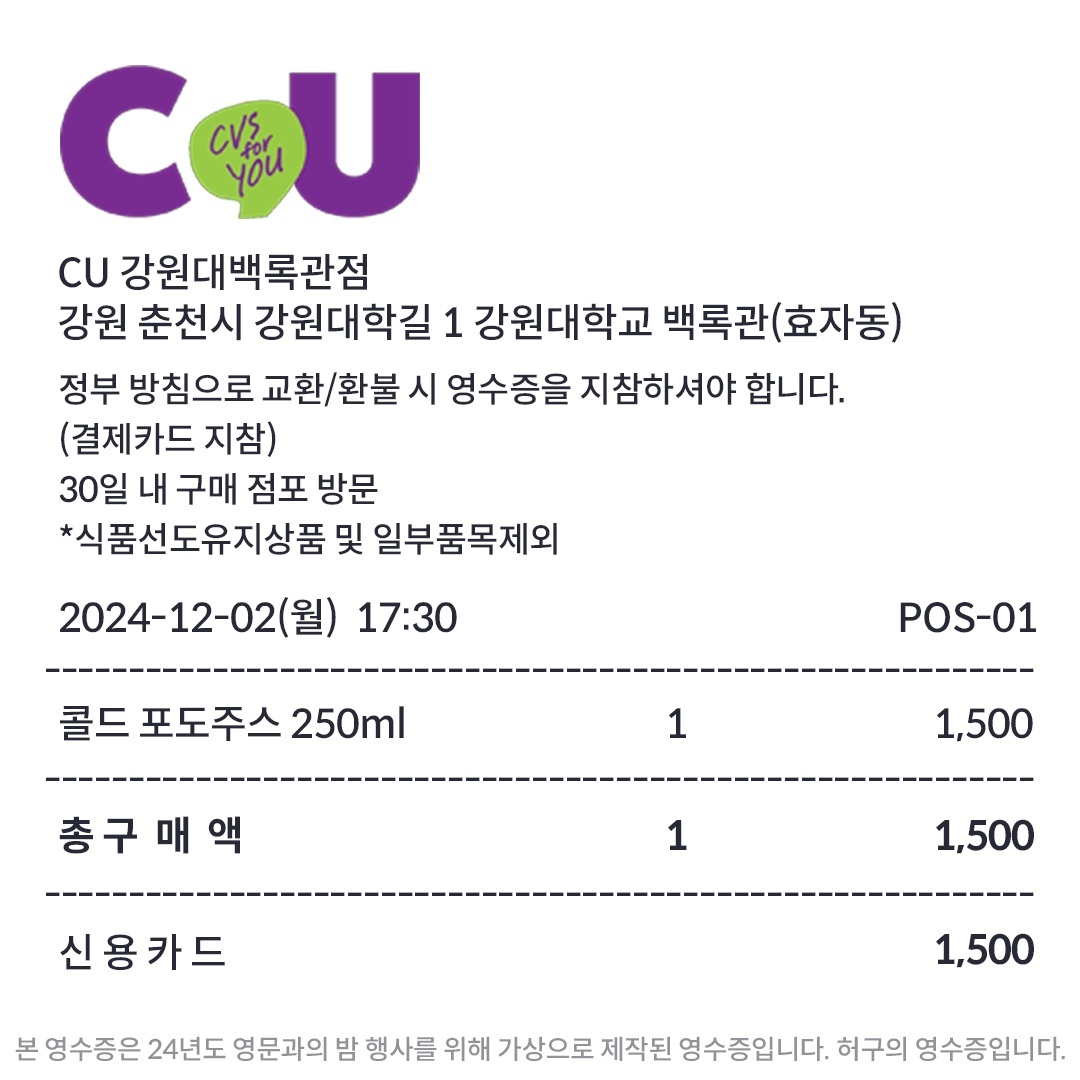 CU
CVS
for
YOU
CU 강원대백록관점
강원 춘천시 강원대학길 1 강원대학교 백록관(효자동)
정부 방침으로 교환/환불 시 영수증을 지참하셔야 합니다.
(결제카드 지참)
30일 내 구매 점포 방문
*식품선도유지상품 및 일부품목제외
2024-12-02(월) 17:30 POS-01
콜드 포도주스 250ml 1 1,500
총 구 매 액 1 1,500
신 용 카 드 1,500
본 영수증은 24년도 영문과의 밤 행사를 위해 가상으로 제작된 영수증입니다. 허구의 영수증입니다.